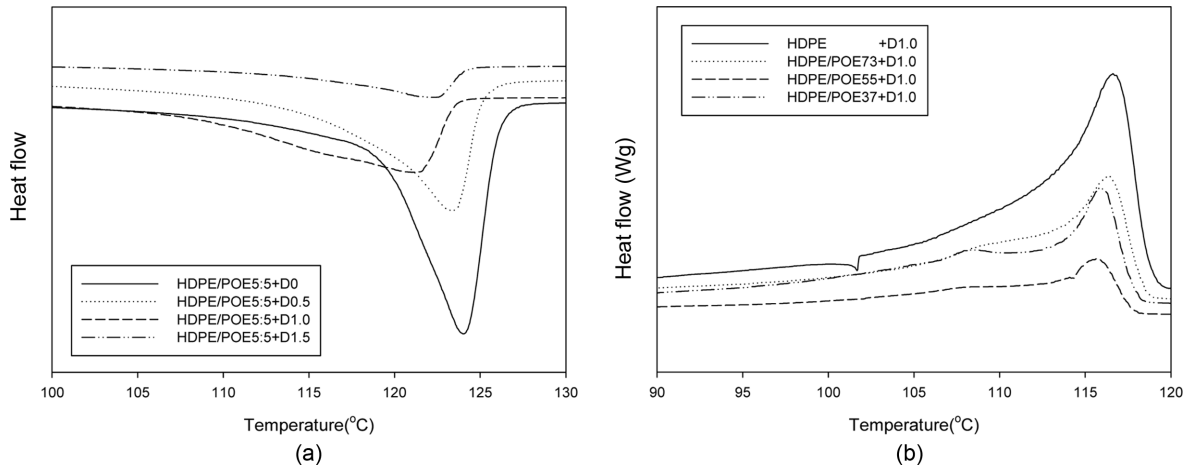 Heat flow
HDPE/POE5:5+D0
HDPE/POE5:5+D0.5
HDPE/POE5:5+D1.0
HDPE/POE5:5+D1.5
100 105 110 115 120 125 130
Temperature(°C)
(a)
Heat flow (Wg)
HDPE +D1.0
HDPE/POE73+D1.0
HDPE/POE55+D1.0
HDPE/POE37+D1.0
90 95 100 105 110 115 120
Temperature(°C)
(b)